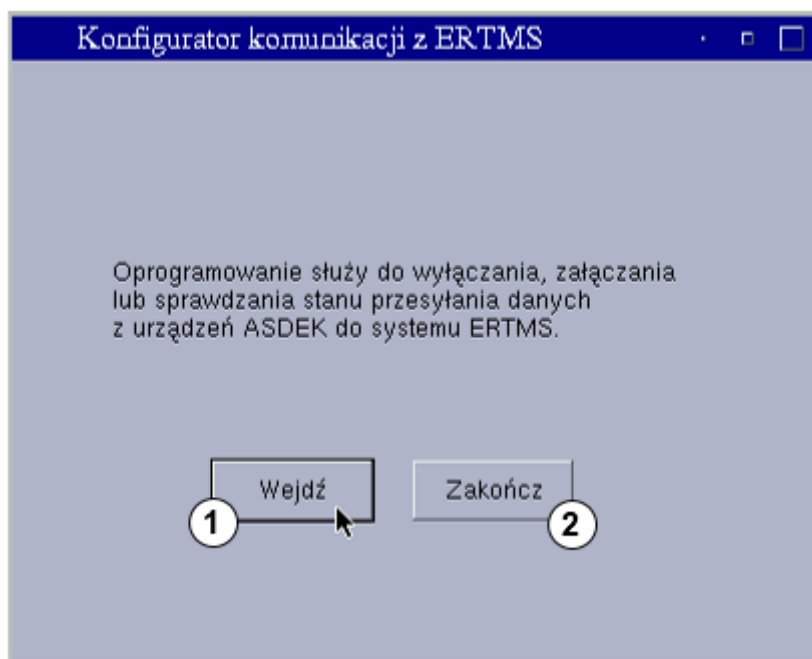 Konfigurator komunikacji z ERTMS
Oprogramowanie służy do wyłączania, załączania
lub sprawdzania stanu przesyłania danych
z urządzeń ASDEK do systemu ERTMS.
Wejdź Zakończ
1 2